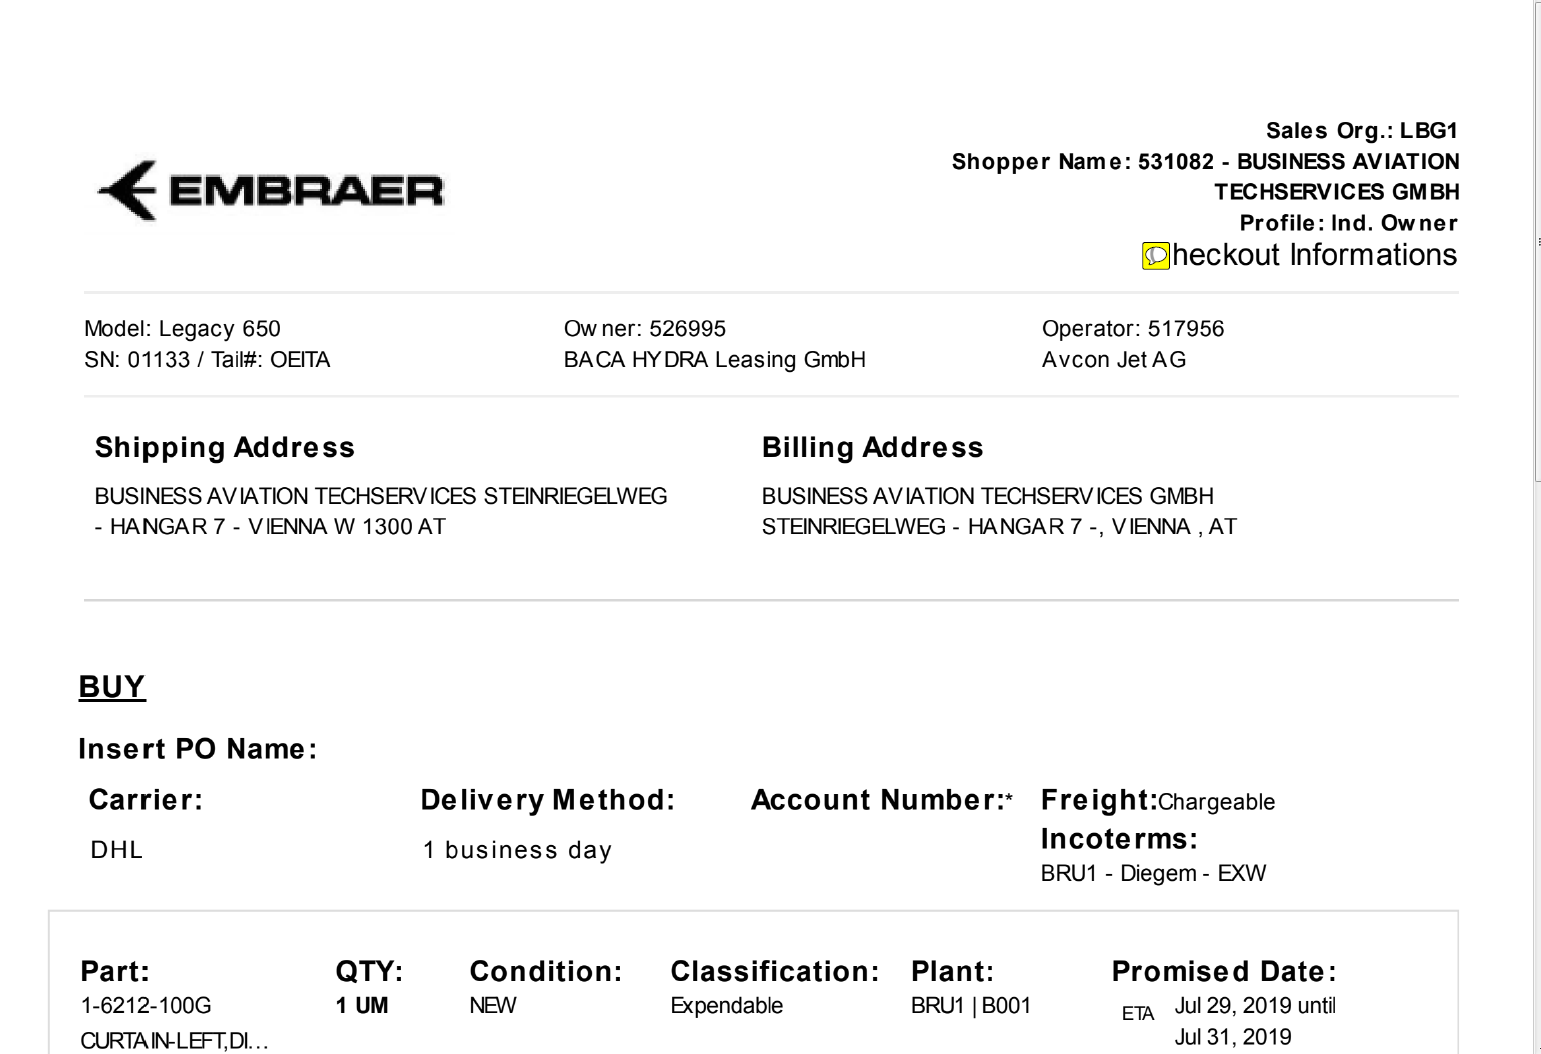 Sales Org.: LBG1
Shopper Name: 531082 - BUSINESS AVIATION
TECHSERVICES GMBH
Profile: Ind. Owner
heckout Informations
EMBRAER
Model: Legacy 650
SN: 01133 / Tail#: OEITA
Owner: 526995
BACA HYDRA Leasing GmbH
Operator: 517956
Avcon Jet AG
Shipping Address
BUSINESS AVIATION TECHSERVICES STEINRIEGELWEG
- HANGAR 7 - VIENNA W 1300 AT
Billing Address
BUSINESS AVIATION TECHSERVICES GMBH
STEINRIEGELWEG - HANGAR 7 -, VIENNA , AT
BUY
Insert PO Name:
Carrier:
DHL
Delivery Method:
1 business day
Account Number:*
Freight:Chargeable
Incoterms:
BRU1 - Diegem - EXW
Part:
1-6212-100G
CURTAIN-LEFT,DI...
QTY:
1 UM
Condition:
NEW
Classification:
Expendable
Plant:
BRU1 | B001
Promised Date:
ETA Jul 29, 2019 until
Jul 31, 2019